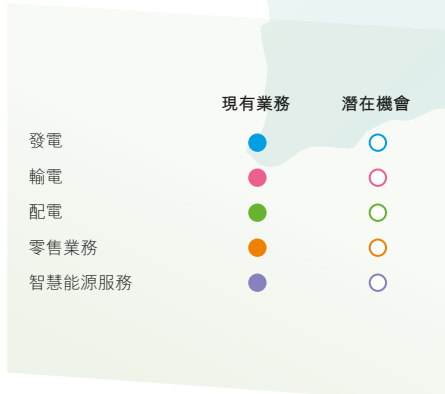 現有業務 潛在機會
發電
輸電
配電
零售業務
智慧能源服務